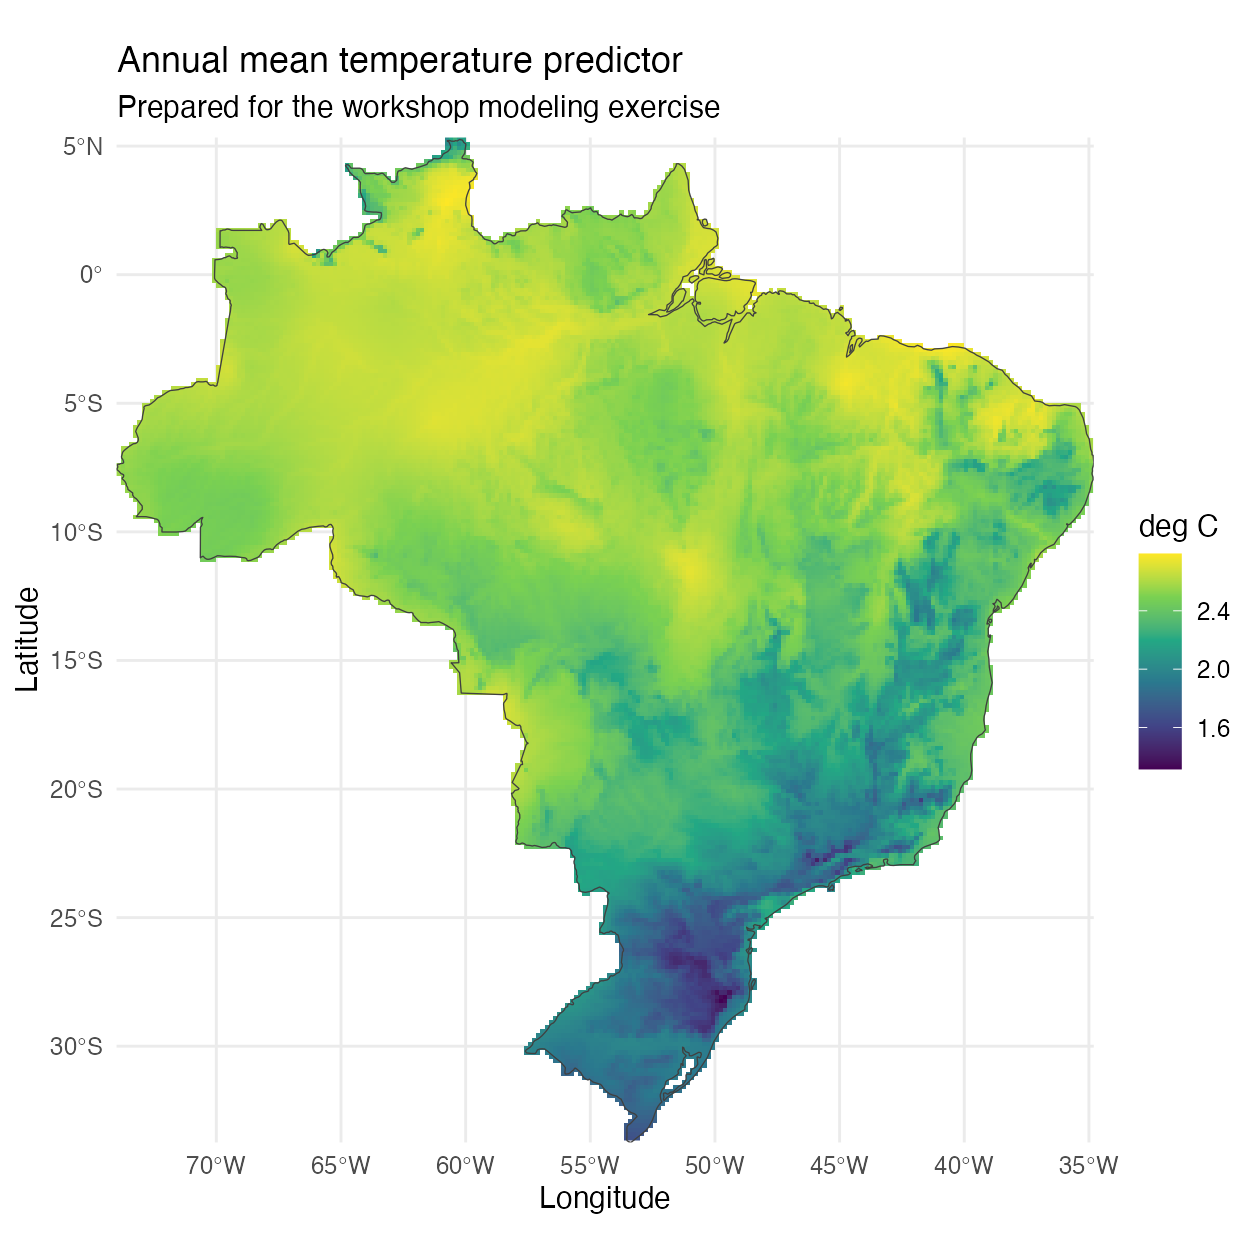 Annual mean temperature predictor
Prepared for the workshop modeling exercise
5°N
0°
5°S
10°S
15°S
20°S
25°S
30°S
Latitude
70°W 65°W 60°W 55°W 50°W 45°W 40°W 35°W
Longitude
deg C
2.4
2.0
1.6